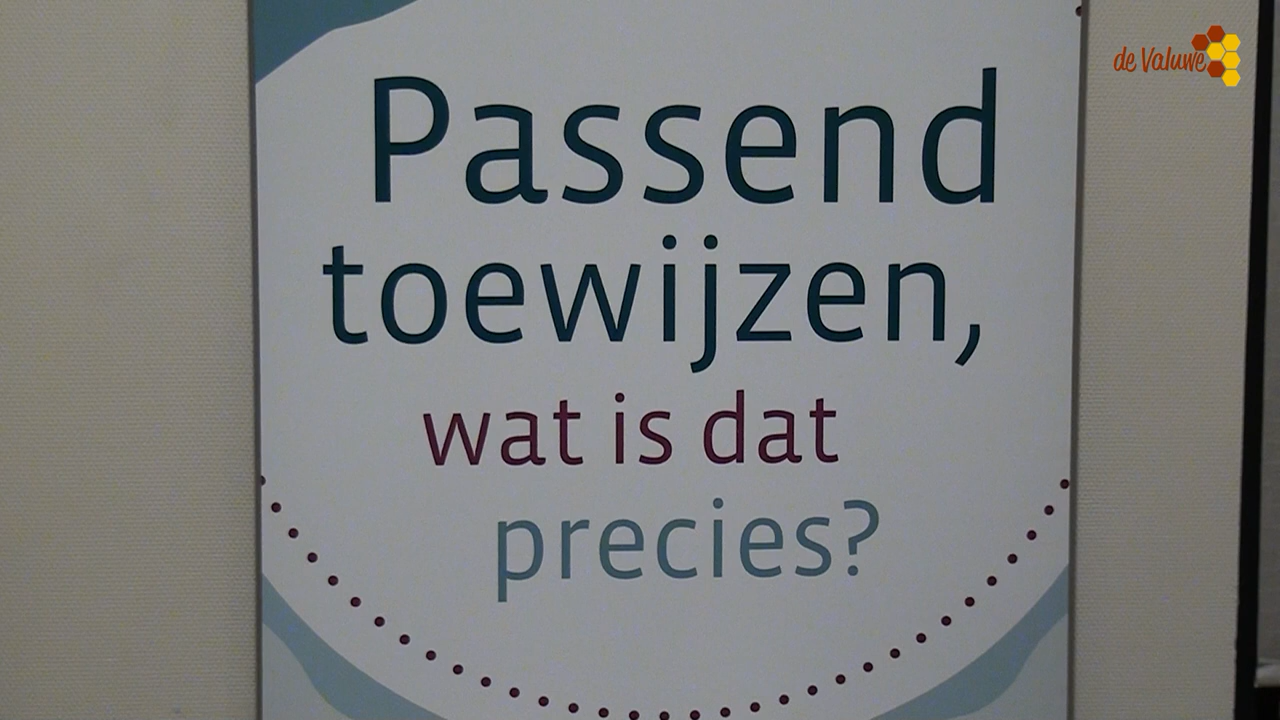 de Valuwe
Passend
toewijzen,
wat is dat
precies?